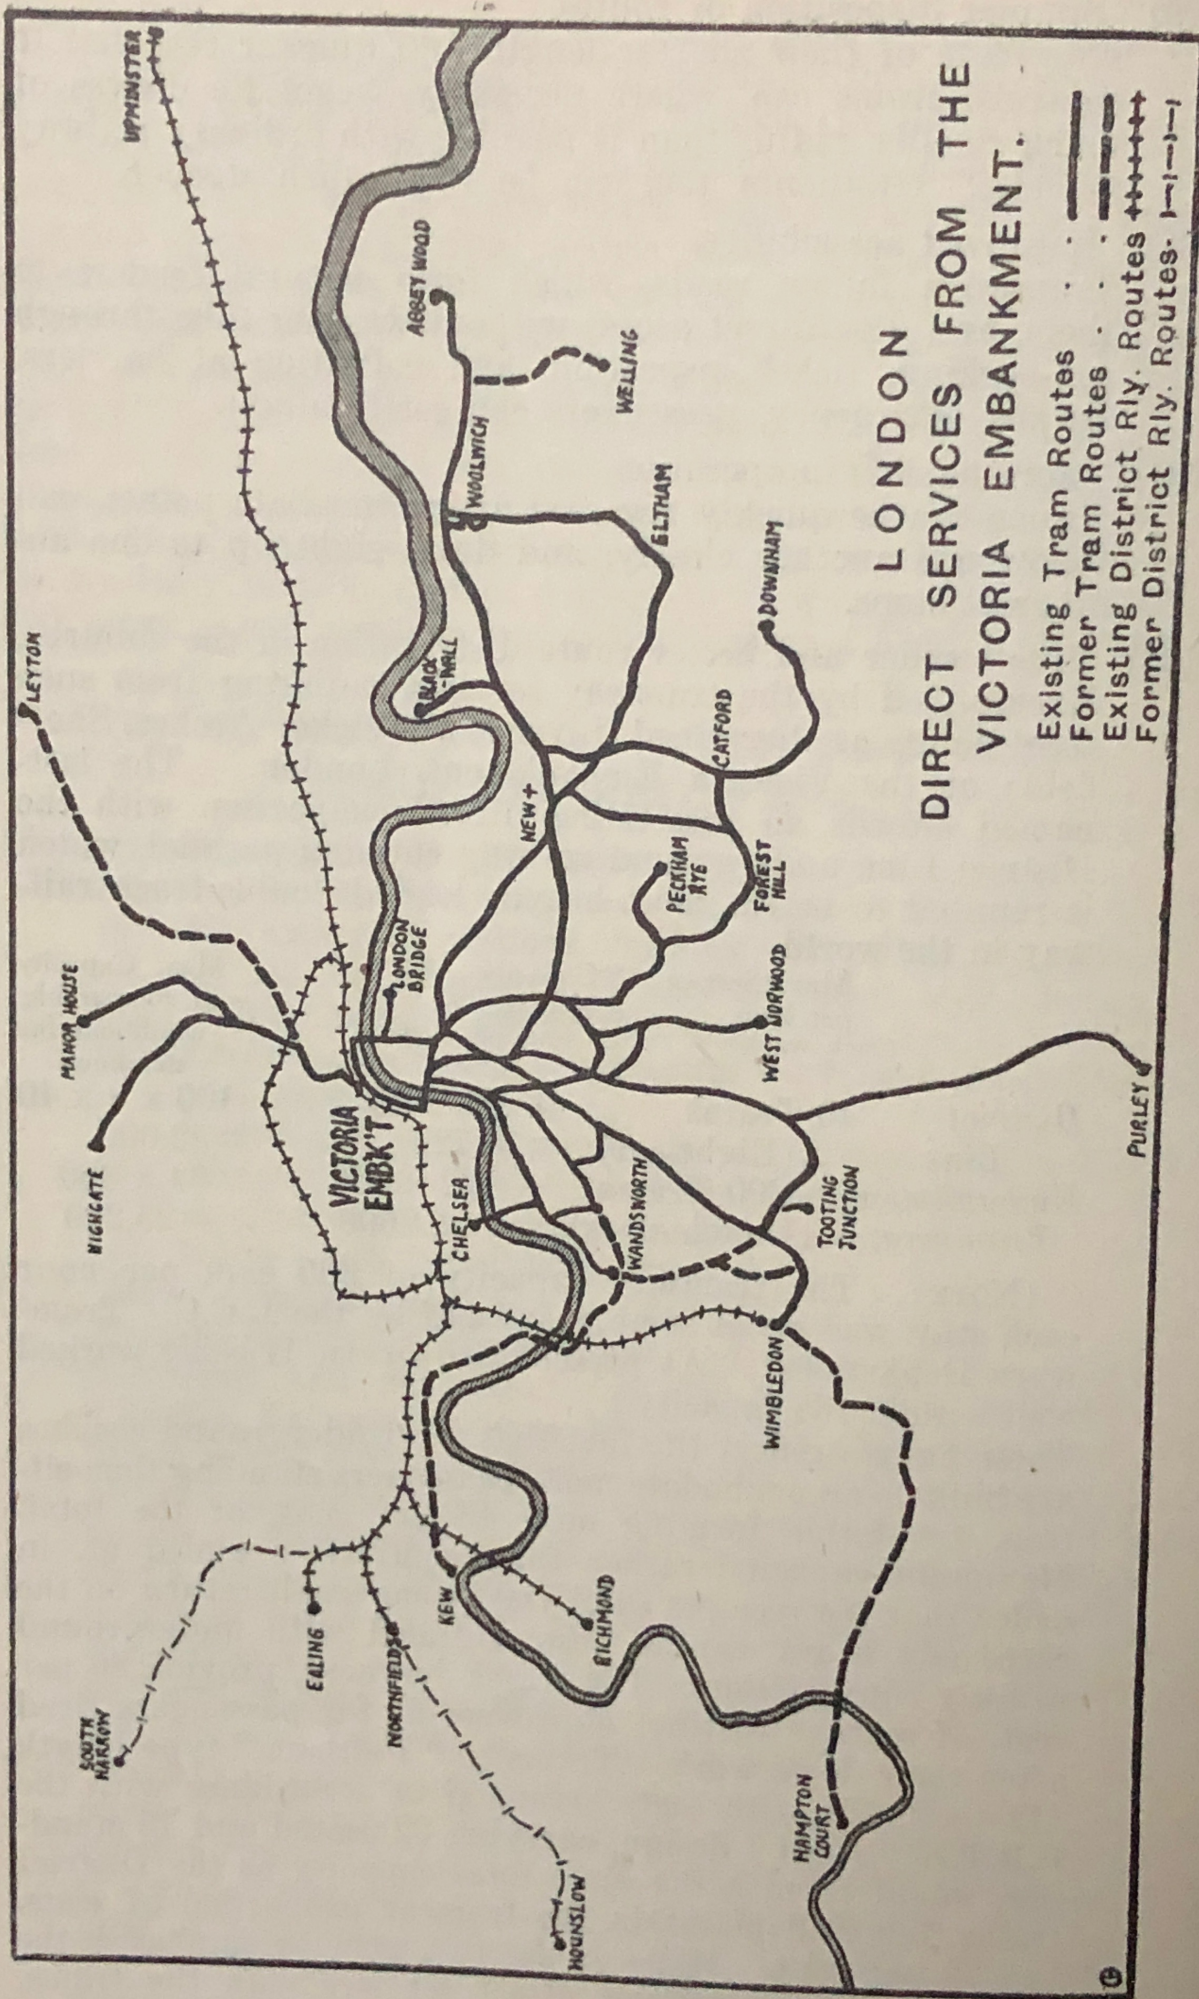 LONDON
DIRECT SERVICES FROM THE
VICTORIA EMBANKMENT.
Existing Tram Routes . .
Former Tram Routes . . .
Existing District Rly. Routes
Former District Rly. Routes.
UPMINSTER
LEYTON
MANOR HOUSE
HIGHGATE
SOUTH
HARROW
EALING
NORTHFIELDS
HOUNSLOW
KEW
RICHMOND
HAMPTON
COURT
WIMBLEDON
WANDSWORTH
CHELSEA
VICTORIA
EMBK'T
LONDON
BRIDGE
TOOTING
JUNCTION
PURLEY
WEST NORWOOD
PECKHAM
RYE
FOREST
HILL
NEW +
CATFORD
DOWNHAM
BLACK
-WALL
ELTHAM
WOOLWICH
WELLING
ABBEY WOOD